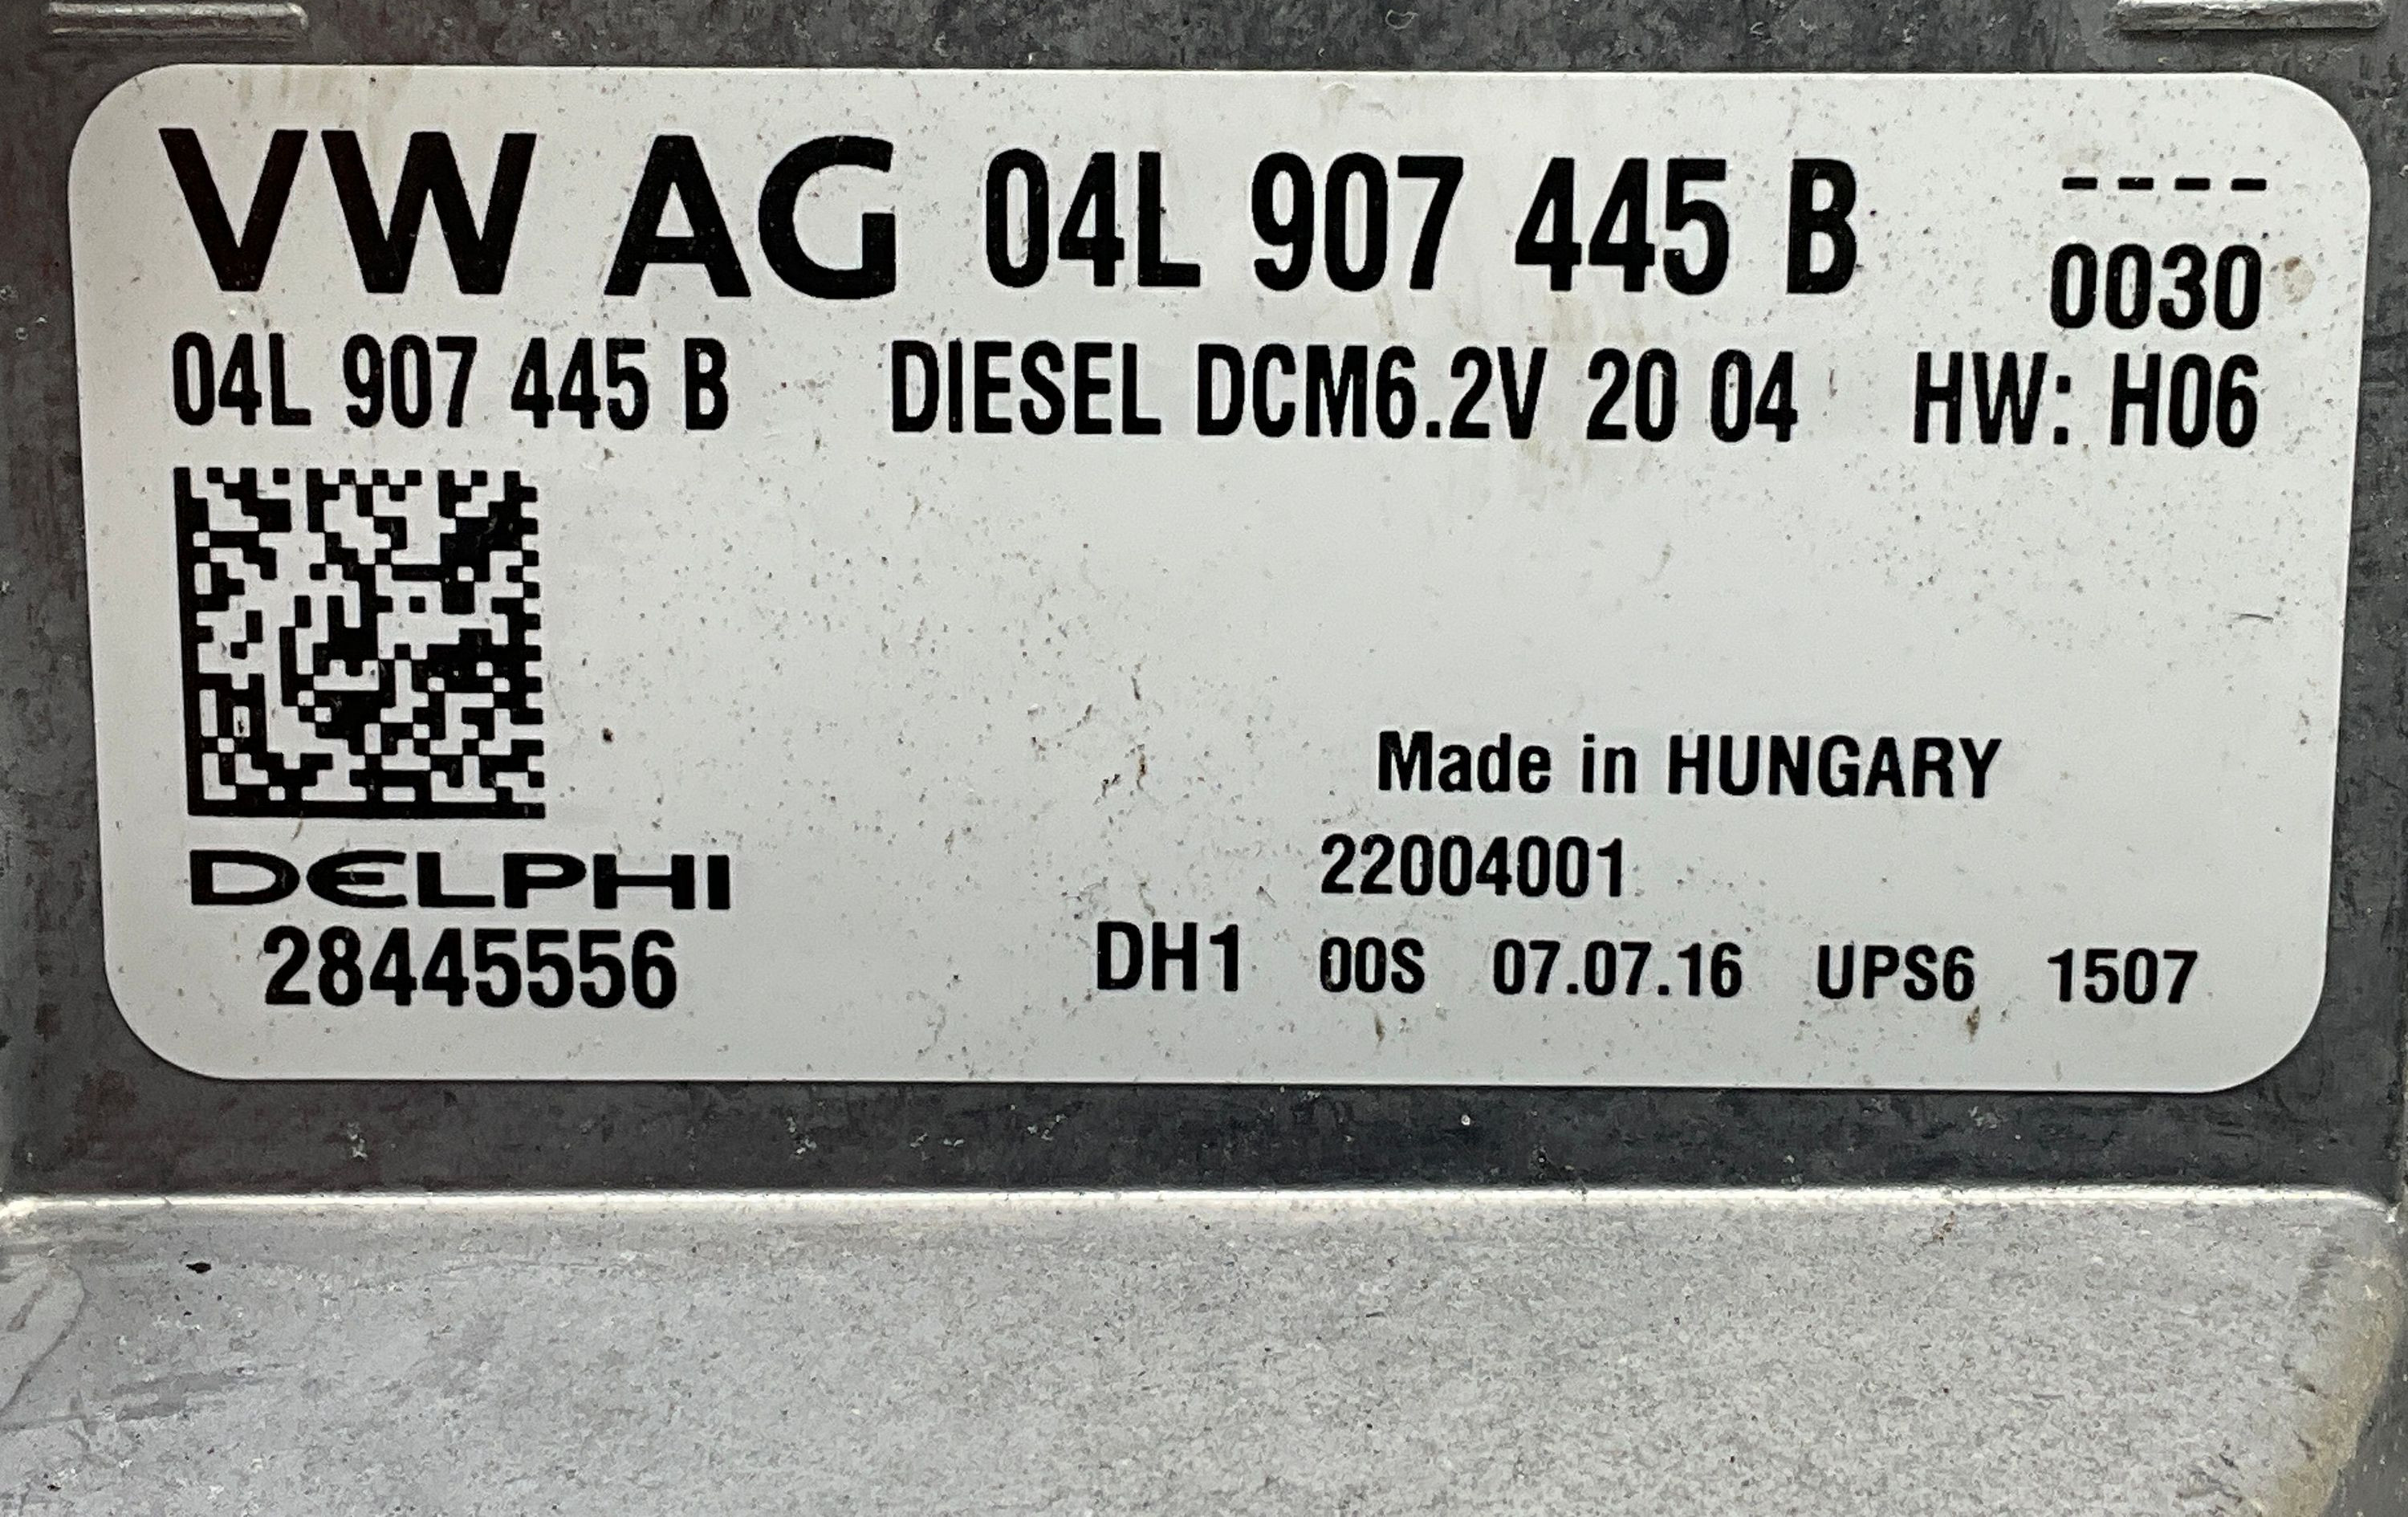 VW AG 04L 907 445 B ----
0030
04L 907 445 B DIESEL DCM6.2V 20 04 HW: H06
Made in HUNGARY
DELPHI 22004001
28445556 DH1 00S 07.07.16 UPS6 1507